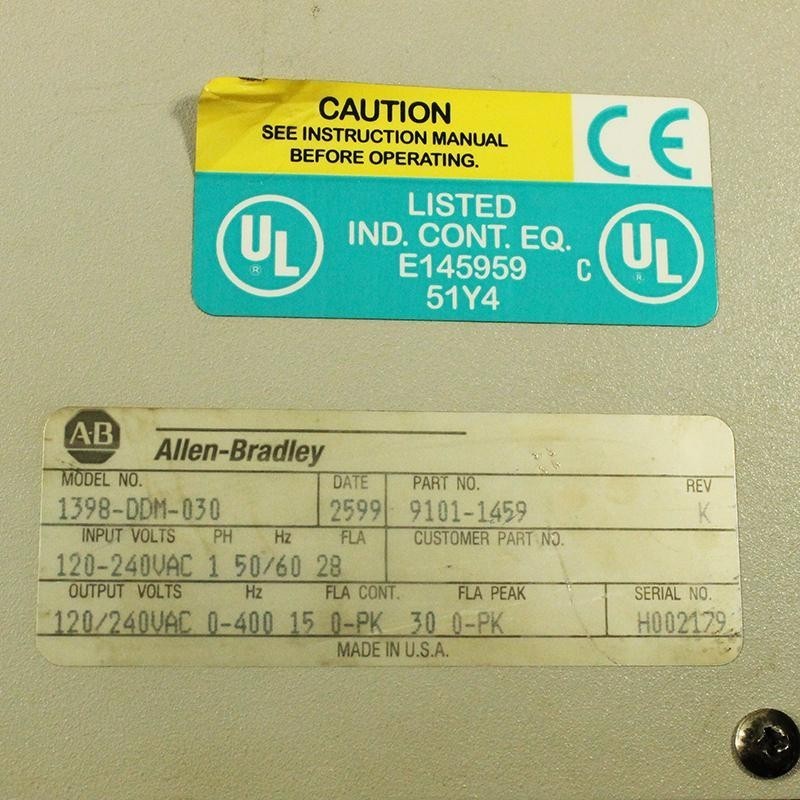 CAUTION
SEE INSTRUCTION MANUAL
BEFORE OPERATING.
CE
UL ®
LISTED
IND. CONT. EQ.
E145959
51Y4
C UL ®
A-B
Allen-Bradley
MODEL NO. DATE PART NO. REV
1398-DDM-030 2599 9101-1459 K
INPUT VOLTS PH Hz FLA CUSTOMER PART NO.
120-240VAC 1 50/60 28
OUTPUT VOLTS Hz FLA CONT. FLA PEAK SERIAL NO.
120/240VAC 0-400 15 0-PK 30 0-PK H002179
MADE IN U.S.A.